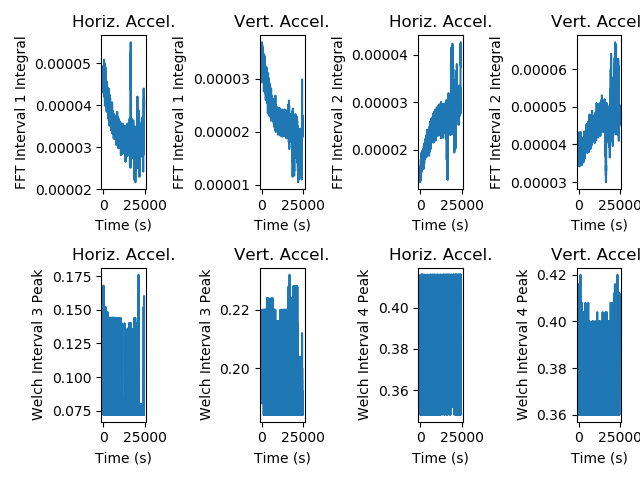 Horiz. Accel.
FFT Interval 1 Integral
0.00005
0.00004
0.00003
0.00002
0
25000
Time (s)
Vert. Accel.
FFT Interval 1 Integral
0.00003
0.00002
0.00001
0
25000
Time (s)
Horiz. Accel.
FFT Interval 2 Integral
0.00004
0.00003
0.00002
0
25000
Time (s)
Vert. Accel.
FFT Interval 2 Integral
0.00006
0.00005
0.00004
0.00003
0
25000
Time (s)
Horiz. Accel.
Welch Interval 3 Peak
0.175
0.150
0.125
0.100
0.075
0
25000
Time (s)
Vert. Accel.
Welch Interval 3 Peak
0.22
0.20
0
25000
Time (s)
Horiz. Accel.
Welch Interval 4 Peak
0.40
0.38
0.36
0
25000
Time (s)
Vert. Accel.
Welch Interval 4 Peak
0.42
0.40
0.38
0.36
0
25000
Time (s)